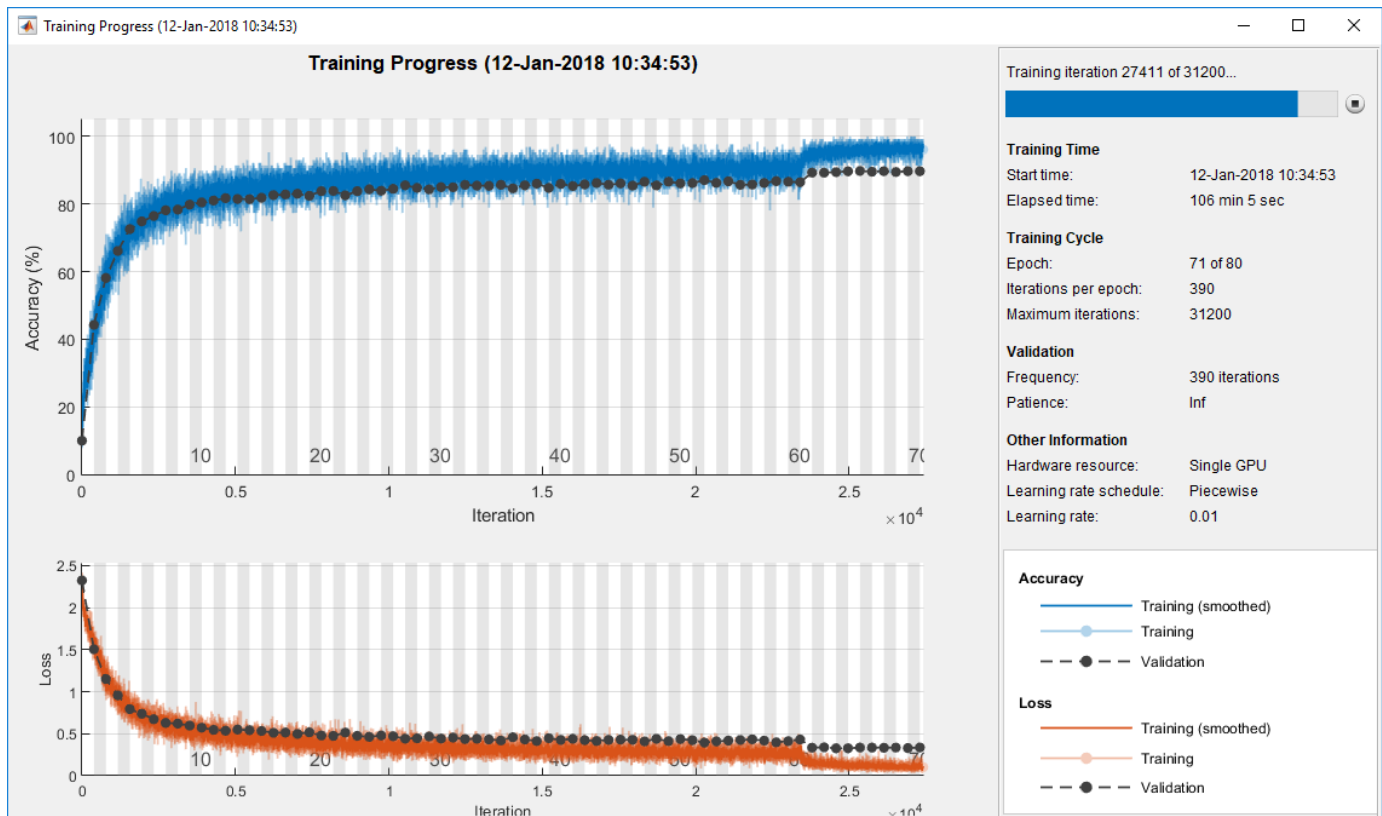 Training Progress (12-Jan-2018 10:34:53)
Training Progress (12-Jan-2018 10:34:53)
Accuracy (%)
100
80
60
40
20
0
10 20 30 40 50 60 70
0 0.5 1 1.5 2 2.5
Iteration
×10^4
Loss
2.5
2
1.5
1
0.5
0
10 20 30 40 50 60 70
0 0.5 1 1.5 2 2.5
Iteration
×10^4
Training iteration 27411 of 31200...
Training Time
Start time: 12-Jan-2018 10:34:53
Elapsed time: 106 min 5 sec
Training Cycle
Epoch: 71 of 80
Iterations per epoch: 390
Maximum iterations: 31200
Validation
Frequency: 390 iterations
Patience: Inf
Other Information
Hardware resource: Single GPU
Learning rate schedule: Piecewise
Learning rate: 0.01
Accuracy
Training (smoothed)
Training
Validation
Loss
Training (smoothed)
Training
Validation